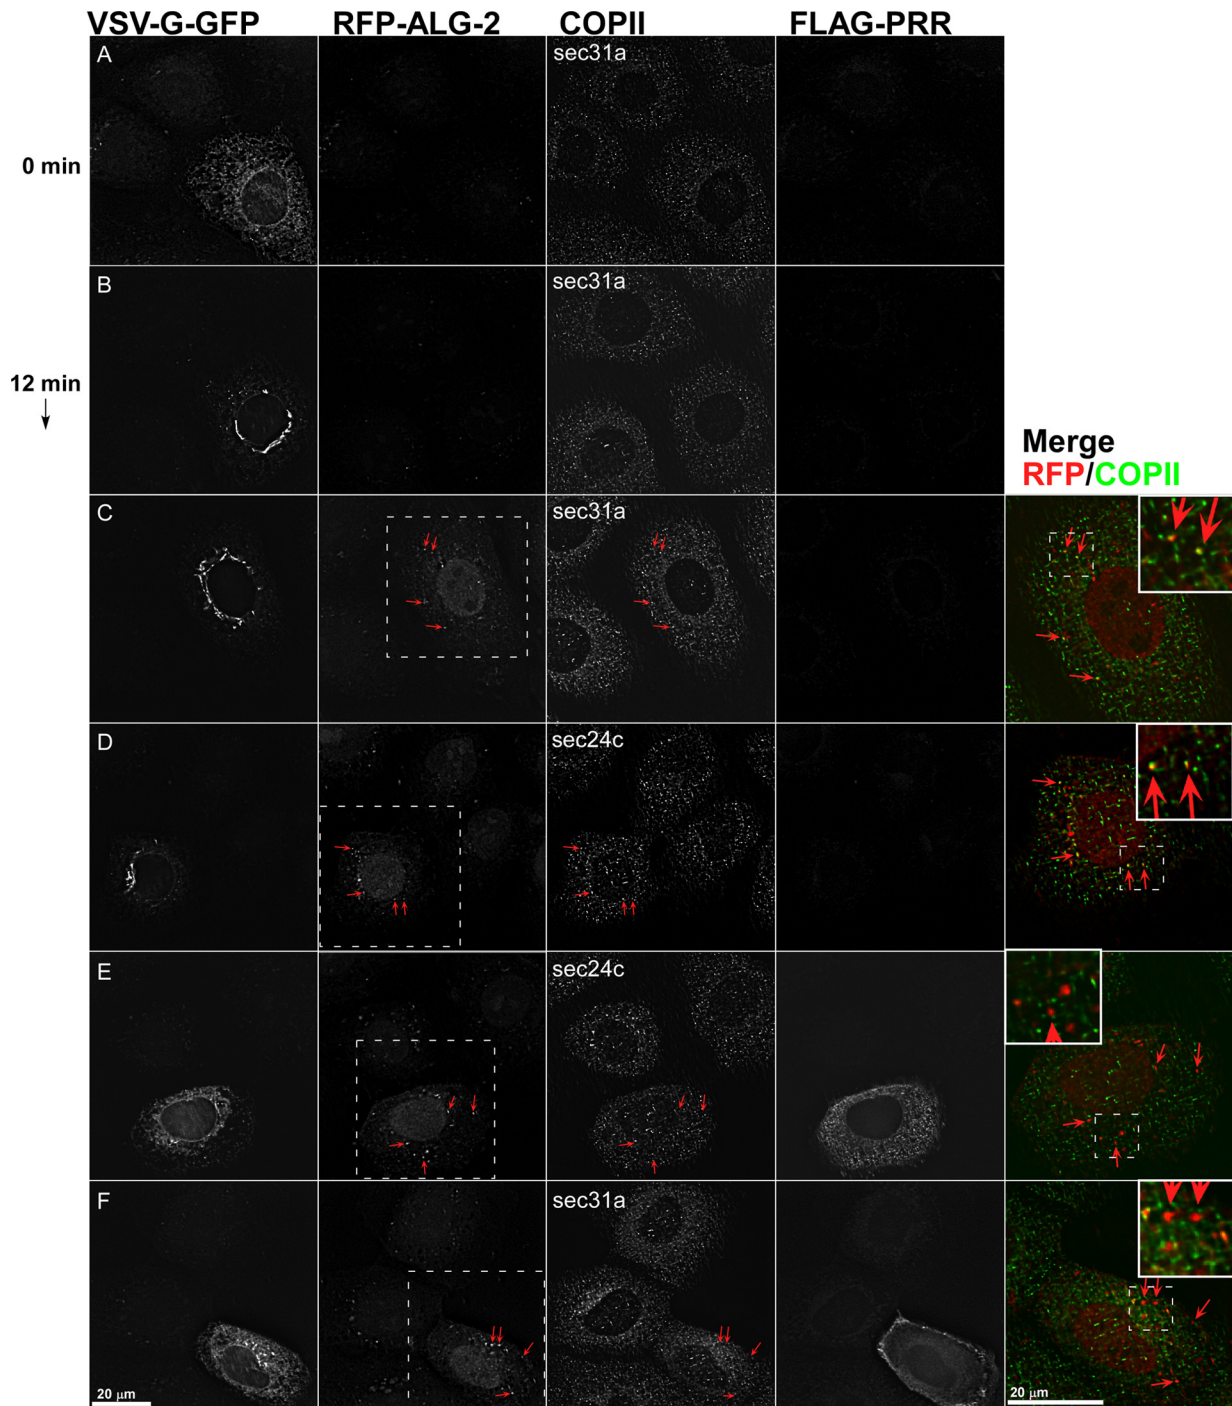 VSV-G-GFP RFP-ALG-2 COPII FLAG-PRR
A sec31a
0 min
B sec31a
12 min
Merge
RFP/COPII
C sec31a
D sec24c
E sec24c
F sec31a
20 μm 20 μm